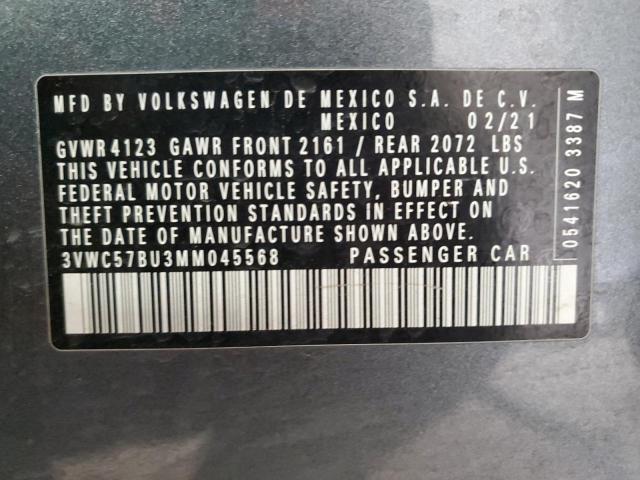 MFD BY VOLKSWAGEN DE MEXICO S.A. DE C.V.
MEXICO 02/21
GVWR 4123 GAWR FRONT 2161 / REAR 2072 LBS
THIS VEHICLE CONFORMS TO ALL APPLICABLE U.S.
FEDERAL MOTOR VEHICLE SAFETY, BUMPER AND
THEFT PREVENTION STANDARDS IN EFFECT ON
THE DATE OF MANUFACTURE SHOWN ABOVE.
3VWC57BU3MM045568 PASSENGER CAR
0541620 3387 M